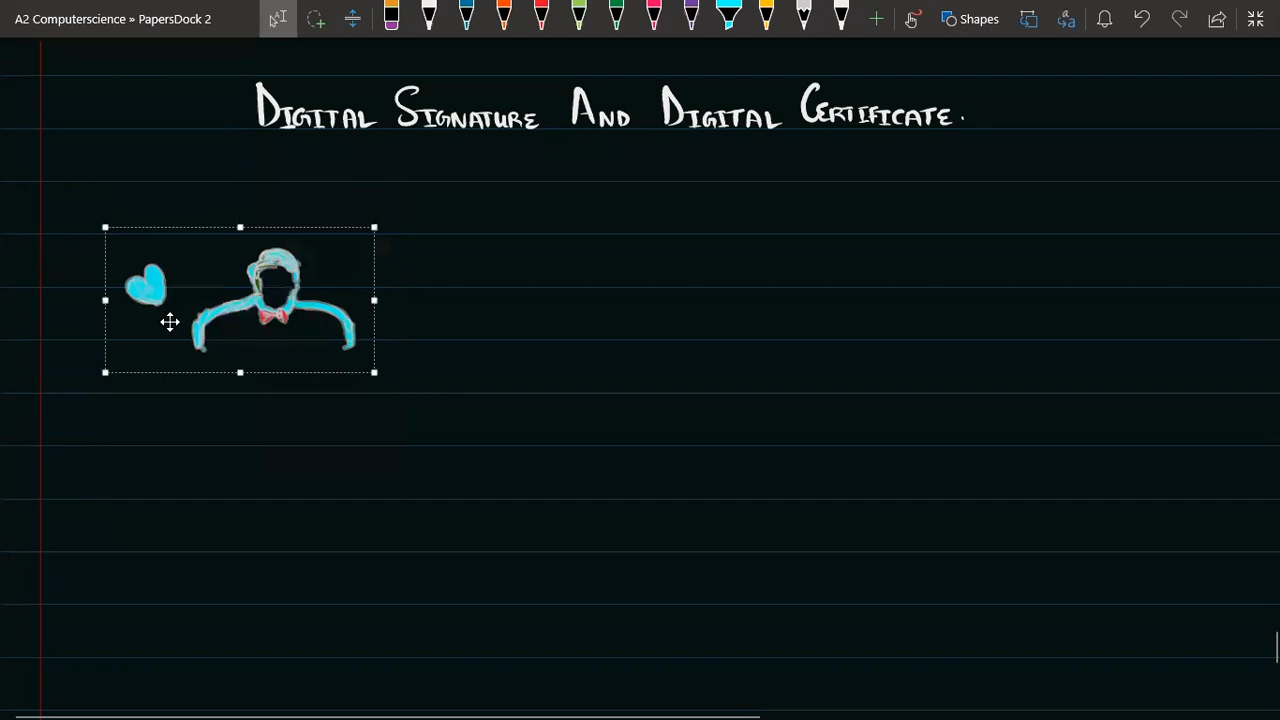 A2 Computerscience » PapersDock 2
Shapes
DIGITAL SIGNATURE AND DIGITAL CERTIFICATE.